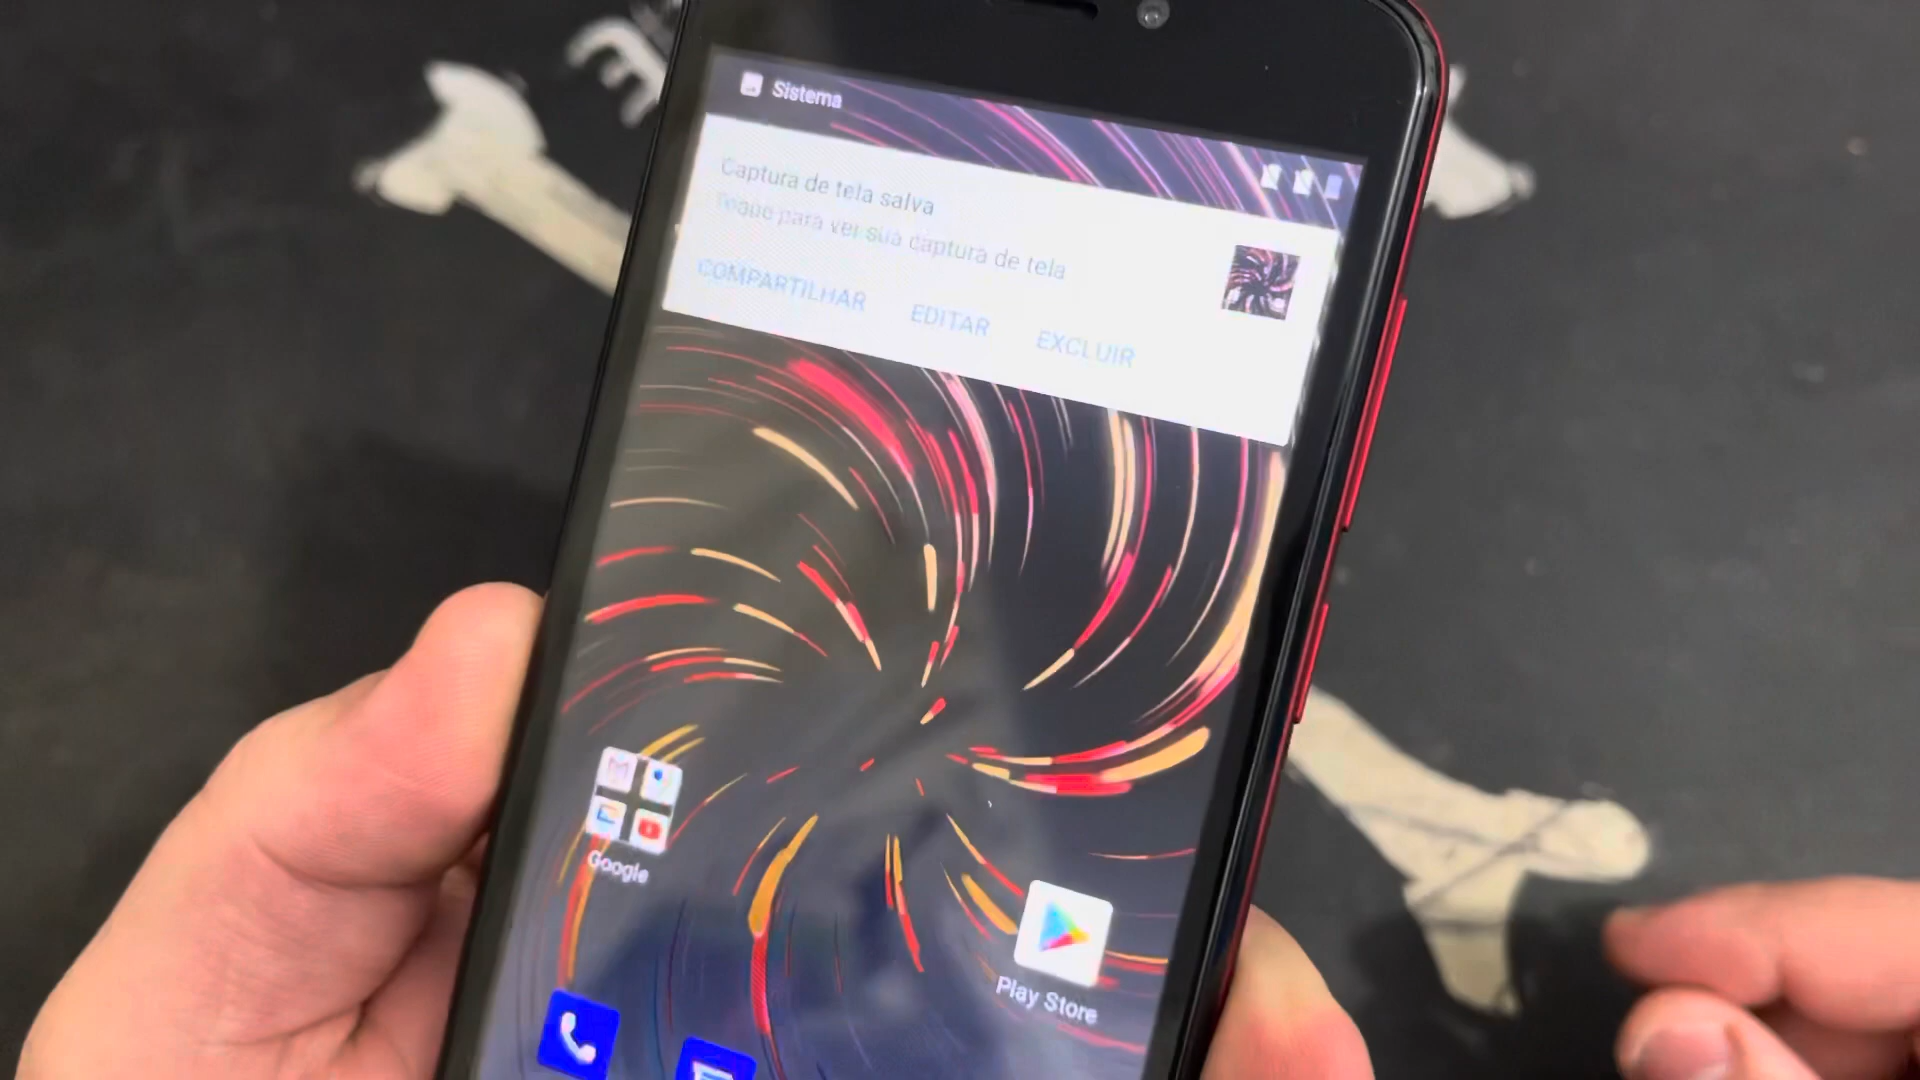 Sistema
Captura de tela salva
Toque para ver sua captura de tela
COMPARTILHAR EDITAR EXCLUIR
Google
Play Store